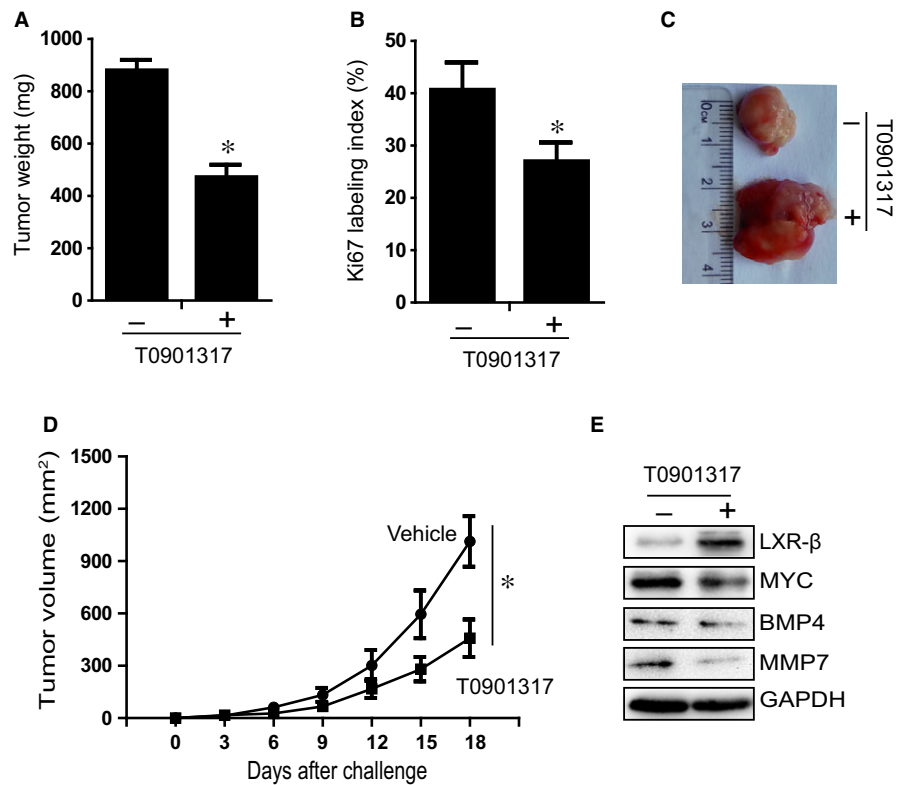 A
Tumor weight (mg)
1000
800
600
400
200
0
*
– +
T0901317
B
Ki67 labeling index (%)
50
40
30
20
10
0
*
– +
T0901317
C
0CM
1
2
3
4
– +
T0901317
D
Tumor volume (mm²)
1500
1200
900
600
300
0
Vehicle
*
T0901317
0 3 6 9 12 15 18
Days after challenge
E
T0901317
– +
LXR-β
MYC
BMP4
MMP7
GAPDH